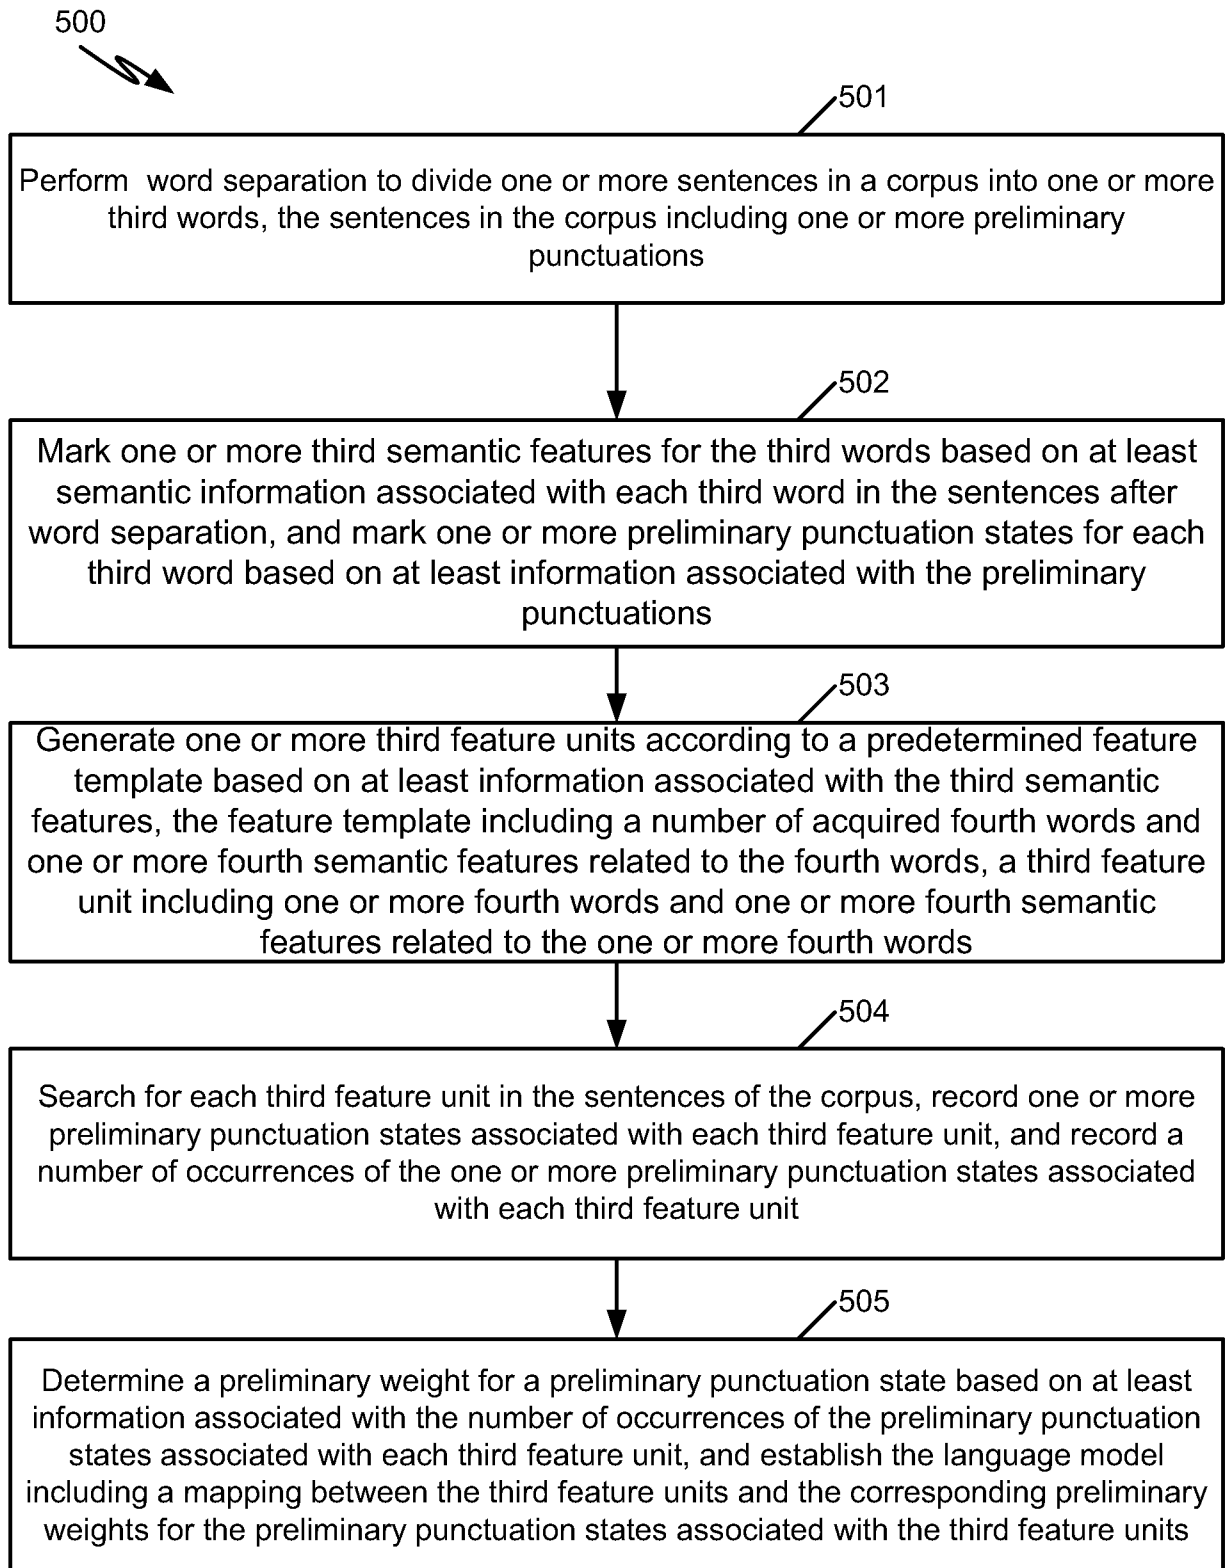 500
501
Perform word separation to divide one or more sentences in a corpus into one or more
third words, the sentences in the corpus including one or more preliminary
punctuations
502
Mark one or more third semantic features for the third words based on at least
semantic information associated with each third word in the sentences after
word separation, and mark one or more preliminary punctuation states for each
third word based on at least information associated with the preliminary
punctuations
503
Generate one or more third feature units according to a predetermined feature
template based on at least information associated with the third semantic
features, the feature template including a number of acquired fourth words and
one or more fourth semantic features related to the fourth words, a third feature
unit including one or more fourth words and one or more fourth semantic
features related to the one or more fourth words
504
Search for each third feature unit in the sentences of the corpus, record one or more
preliminary punctuation states associated with each third feature unit, and record a
number of occurrences of the one or more preliminary punctuation states associated
with each third feature unit
505
Determine a preliminary weight for a preliminary punctuation state based on at least
information associated with the number of occurrences of the preliminary punctuation
states associated with each third feature unit, and establish the language model
including a mapping between the third feature units and the corresponding preliminary
weights for the preliminary punctuation states associated with the third feature units